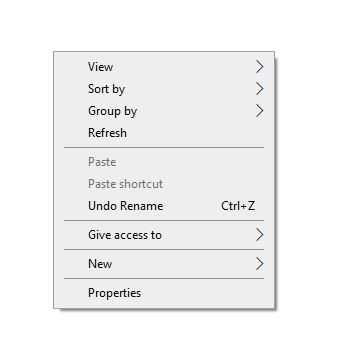 View
Sort by
Group by
Refresh
Paste
Paste shortcut
Undo Rename Ctrl+Z
Give access to
New
Properties